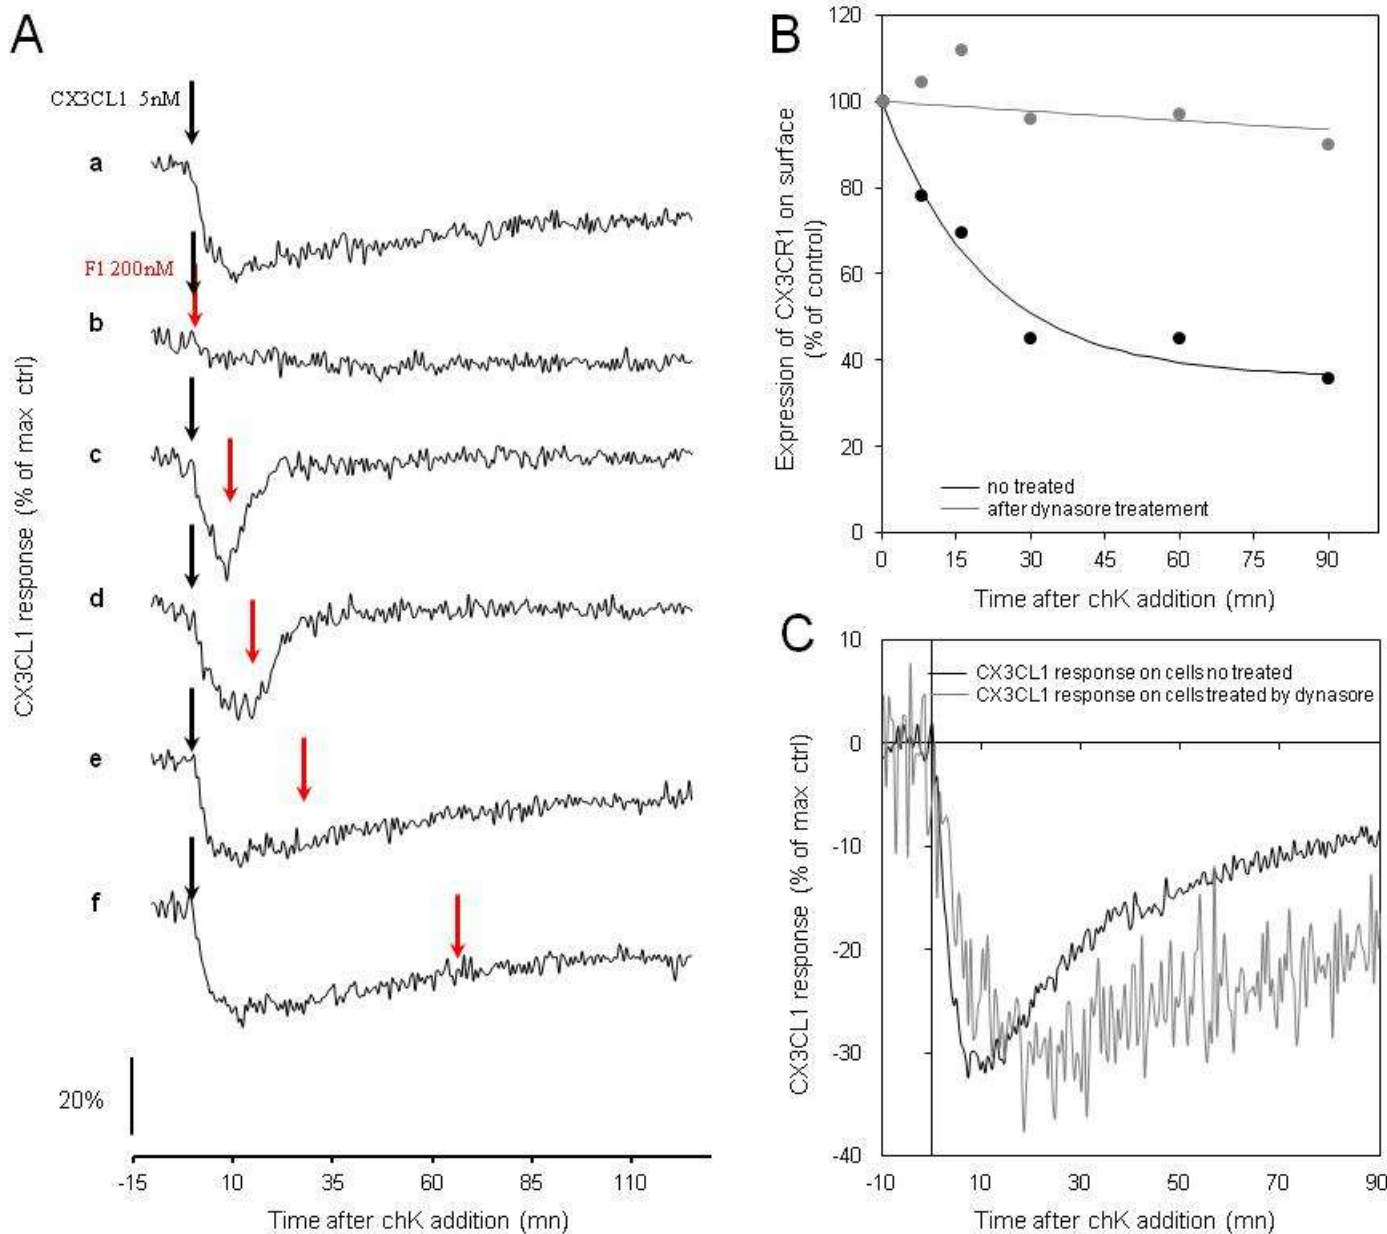 A
CX3CL1 5nM
a
F1 200nM
b
c
d
e
f
CX3CL1 response (% of max ctrl)
20%
-15 10 35 60 85 110
Time after chK addition (mn)
B
120
100
80
60
40
20
0
Expression of CX3CR1 on surface
(% of control)
no treated
after dynasore treatement
0 15 30 45 60 75 90
Time after chK addition (mn)
C
10
0
-10
-20
-30
-40
CX3CL1 response (% of max ctrl)
CX3CL1 response on cells no treated
CX3CL1 response on cells treated by dynasore
-10 10 30 50 70 90
Time after chK addition (mn)